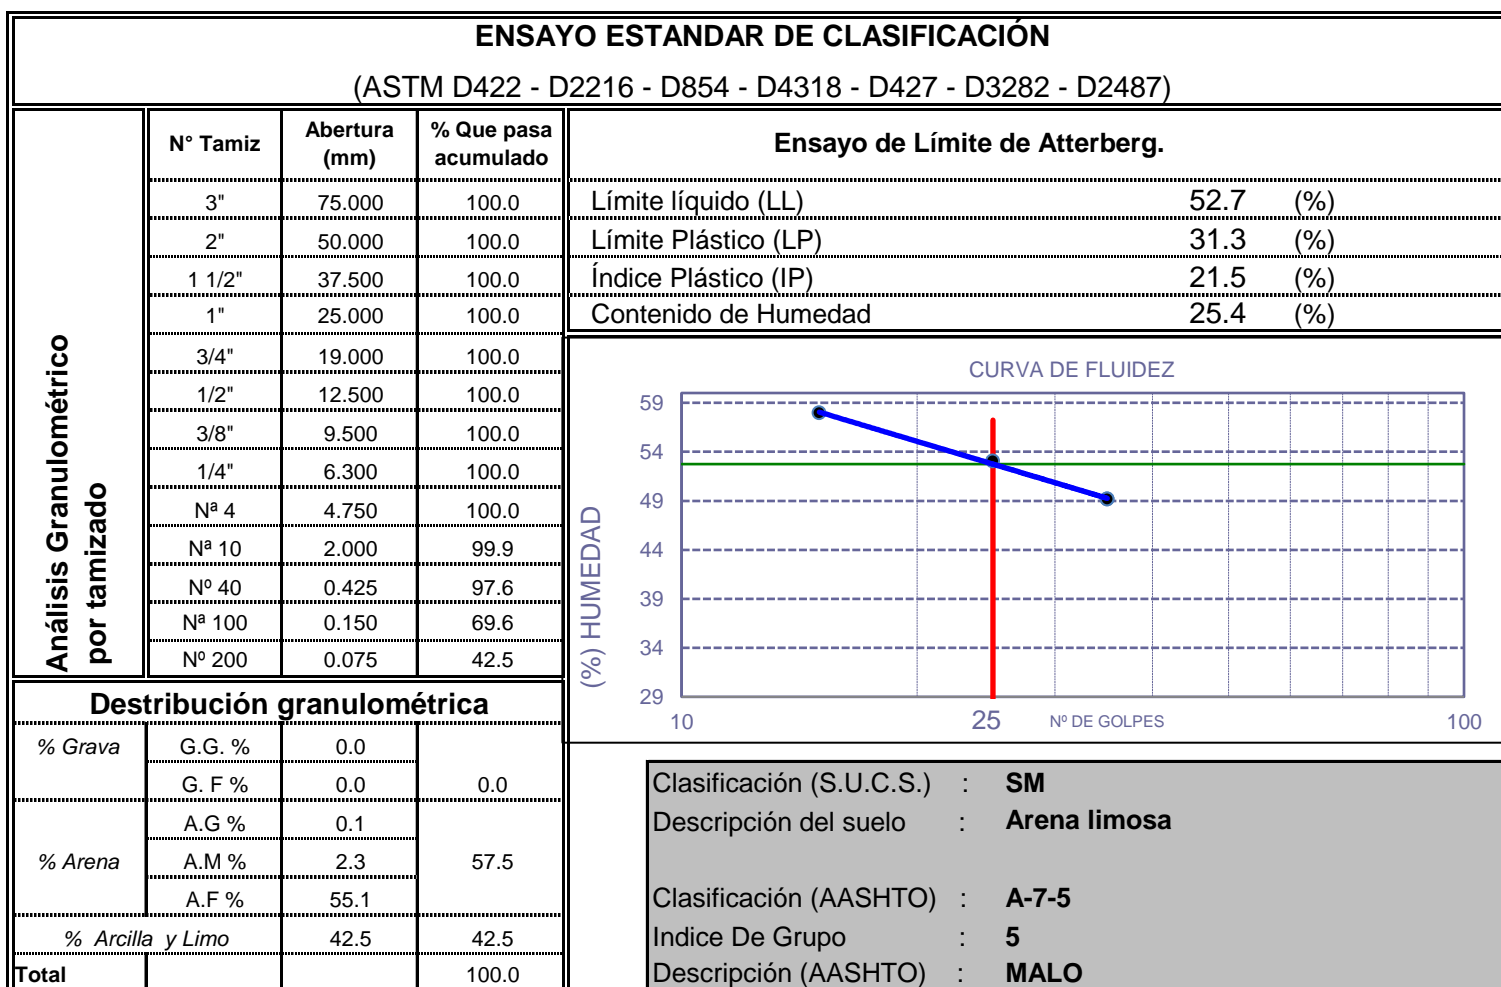 ENSAYO ESTANDAR DE CLASIFICACIÓN
(ASTM D422 - D2216 - D854 - D4318 - D427 - D3282 - D2487)
Análisis Granulométrico
por tamizado
N° Tamiz Abertura (mm) % Que pasa acumulado
3" 75.000 100.0
2" 50.000 100.0
1 1/2" 37.500 100.0
1" 25.000 100.0
3/4" 19.000 100.0
1/2" 12.500 100.0
3/8" 9.500 100.0
1/4" 6.300 100.0
Nª 4 4.750 100.0
Nª 10 2.000 99.9
Nº 40 0.425 97.6
Nª 100 0.150 69.6
Nº 200 0.075 42.5
Ensayo de Límite de Atterberg.
Límite líquido (LL) 52.7 (%)
Límite Plástico (LP) 31.3 (%)
Índice Plástico (IP) 21.5 (%)
Contenido de Humedad 25.4 (%)
CURVA DE FLUIDEZ
(%) HUMEDAD
59
54
49
44
39
34
29
10 25 Nº DE GOLPES 100
Destribución granulométrica
% Grava G.G. % 0.0
G. F % 0.0 0.0
A.G % 0.1
% Arena A.M % 2.3 57.5
A.F % 55.1
% Arcilla y Limo 42.5 42.5
Total 100.0
Clasificación (S.U.C.S.) : SM
Descripción del suelo : Arena limosa
Clasificación (AASHTO) : A-7-5
Indice De Grupo : 5
Descripción (AASHTO) : MALO